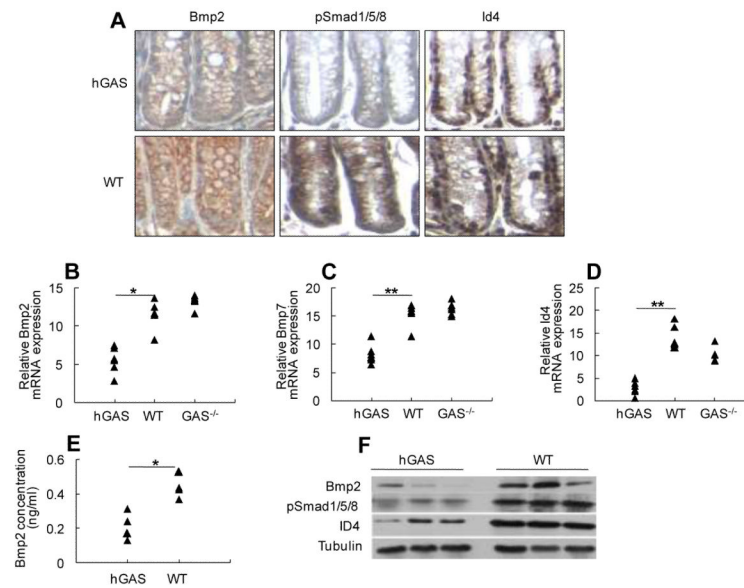 Bmp2 pSmad1/5/8 Id4
A
hGAS
WT
B
*
Relative Bmp2
mRNA expression
15
10
5
0
hGAS WT GAS-/-
C
**
Relative Bmp7
mRNA expression
20
15
10
5
0
hGAS WT GAS-/-
D
**
Relative Id4
mRNA expression
20
15
10
5
0
hGAS WT GAS-/-
E
*
Bmp2 concentration
(ng/ml)
0.6
0.4
0.2
0
hGAS WT
F
hGAS WT
Bmp2
pSmad1/5/8
ID4
Tubulin